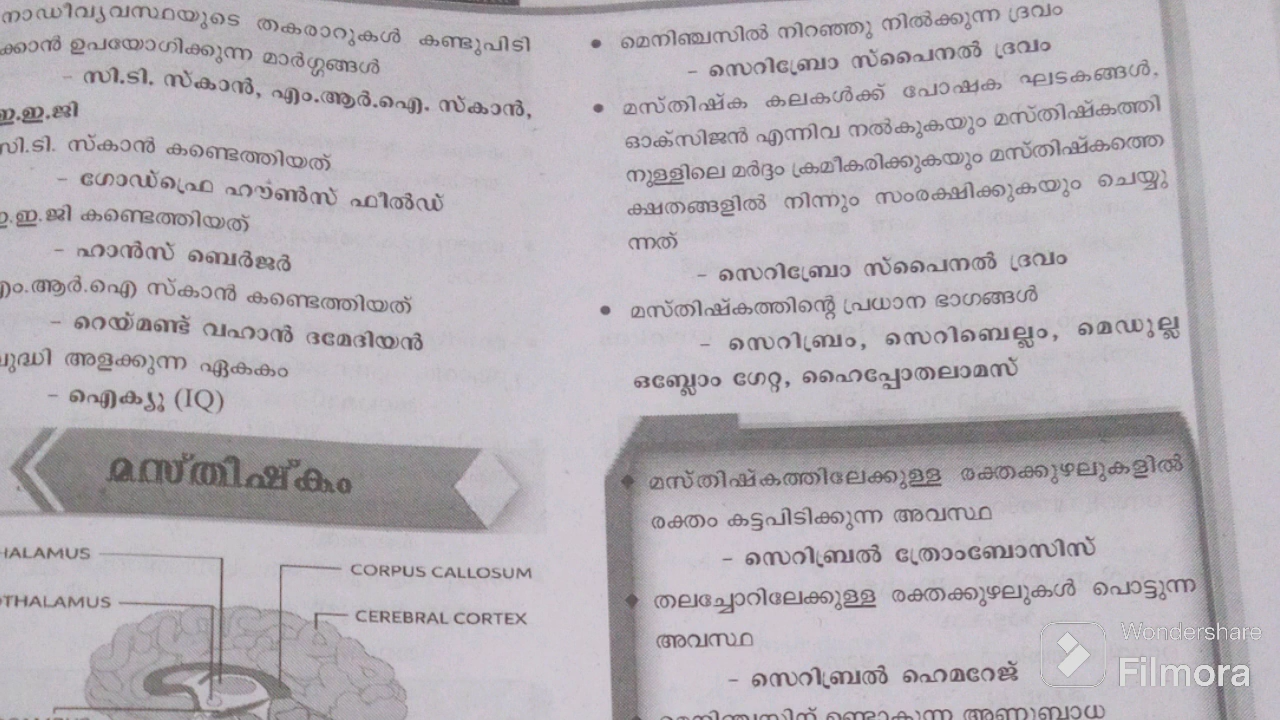 നാഡീവ്യവസ്ഥയുടെ തകരാറുകൾ കണ്ടുപിടി
ക്കാൻ ഉപയോഗിക്കുന്ന മാർഗ്ഗങ്ങൾ
- സി.ടി. സ്കാൻ, എം.ആർ.ഐ. സ്കാൻ,
ഇ.ഇ.ജി
സി.ടി. സ്കാൻ കണ്ടെത്തിയത്
- ഗോഡ്ഫ്രെ ഹൗൺസ് ഫീൽഡ്
ഇ.ഇ.ജി കണ്ടെത്തിയത്
- ഹാൻസ് ബെർജർ
എം.ആർ.ഐ സ്കാൻ കണ്ടെത്തിയത്
- റെയ്മണ്ട് വഹാൻ ദമേദിയൻ
ബുദ്ധി അളക്കുന്ന ഏകകം
- ഐക്യു (IQ)
മസ്തിഷ്കം
HALAMUS
OTHALAMUS
CORPUS CALLOSUM
CEREBRAL CORTEX
• മെനിഞ്ചസിൽ നിറഞ്ഞു നിൽക്കുന്ന ദ്രവം
- സെറിബ്രോ സ്പൈനൽ ദ്രവം
• മസ്തിഷ്ക കലകൾക്ക് പോഷക ഘടകങ്ങൾ,
ഓക്സിജൻ എന്നിവ നൽകുകയും മസ്തിഷ്കത്തി
നുള്ളിലെ മർദ്ദം ക്രമീകരിക്കുകയും മസ്തിഷ്കത്തെ
ക്ഷതങ്ങളിൽ നിന്നും സംരക്ഷിക്കുകയും ചെയ്യു
ന്നത്
- സെറിബ്രോ സ്പൈനൽ ദ്രവം
• മസ്തിഷ്കത്തിന്റെ പ്രധാന ഭാഗങ്ങൾ
- സെറിബ്രം, സെറിബെല്ലം, മെഡുല്ല
ഒബ്ലോം ഗേറ്റ, ഹൈപ്പോതലാമസ്
♦ മസ്തിഷ്കത്തിലേക്കുള്ള രക്തക്കുഴലുകളിൽ
രക്തം കട്ടപിടിക്കുന്ന അവസ്ഥ
- സെറിബ്രൽ ത്രോംബോസിസ്
♦ തലച്ചോറിലേക്കുള്ള രക്തക്കുഴലുകൾ പൊട്ടുന്ന
അവസ്ഥ
- സെറിബ്രൽ ഹെമറേജ്
♦ മെനിഞ്ചസിന് ഉണ്ടാകുന്ന അണുബാധ
Wondershare
Filmora